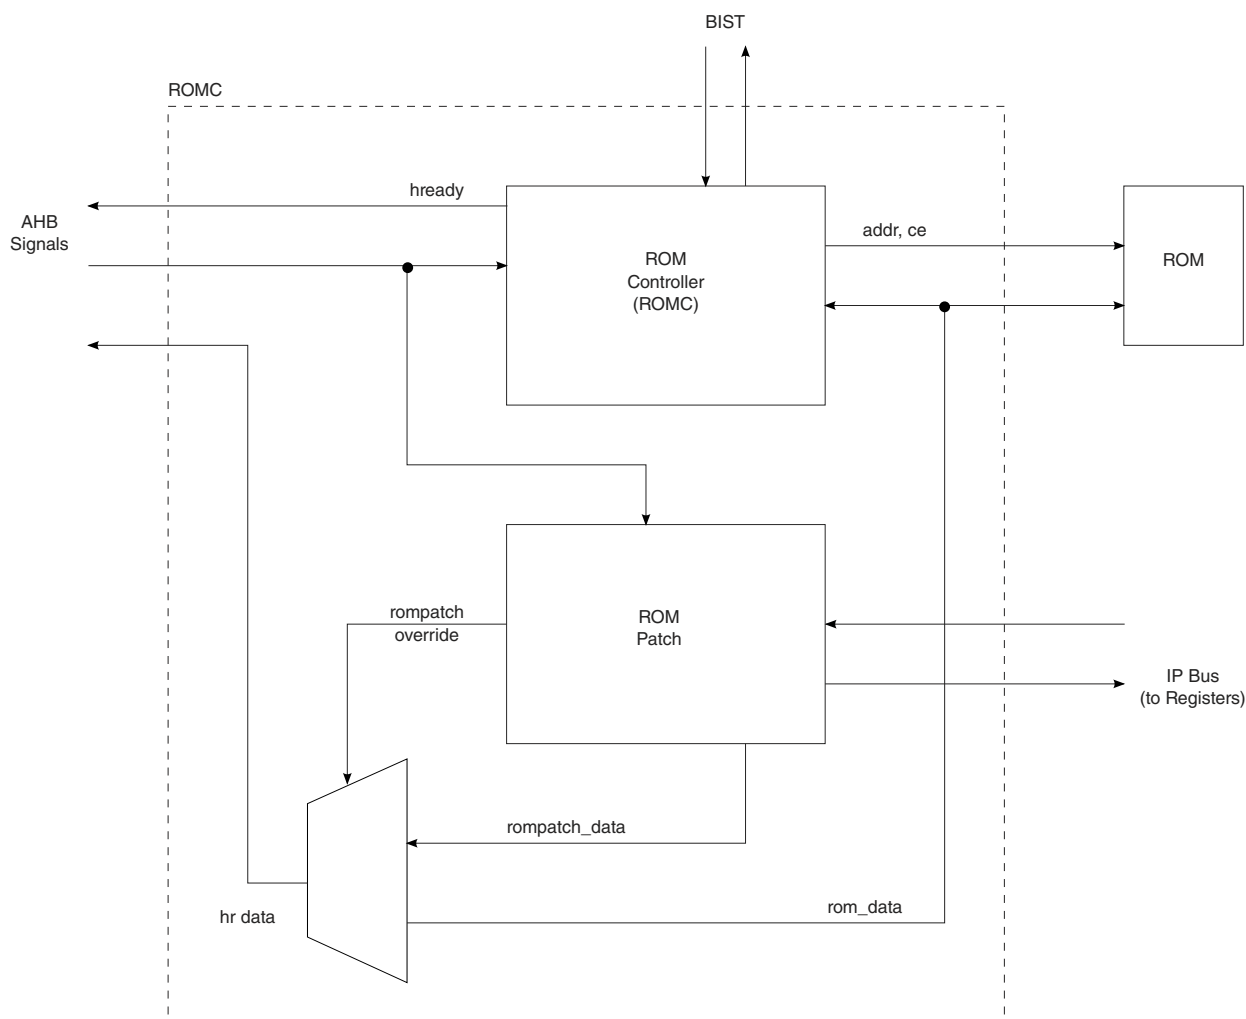 BIST
ROMC
hready
AHB
Signals
addr, ce
ROM
Controller
(ROMC)
ROM
rompatch
override
ROM
Patch
IP Bus
(to Registers)
rompatch_data
rom_data
hr data